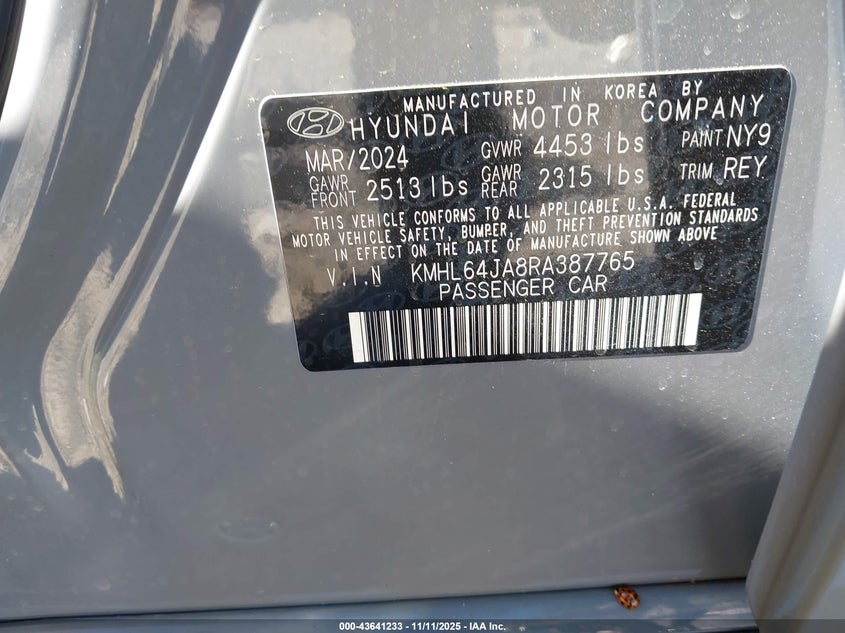 MANUFACTURED IN KOREA BY
HYUNDAI MOTOR COMPANY
MAR/2024 GVWR 4453 lbs PAINT NY9
GAWR FRONT 2513 lbs GAWR REAR 2315 lbs TRIM REY
THIS VEHICLE CONFORMS TO ALL APPLICABLE U.S.A. FEDERAL
MOTOR VEHICLE SAFETY, BUMPER, AND THEFT PREVENTION STANDARDS
IN EFFECT ON THE DATE OF MANUFACTURE SHOWN ABOVE
V.I.N KMHL64JA8RA387765
PASSENGER CAR
000-43641233 - 11/11/2025 - IAA Inc.